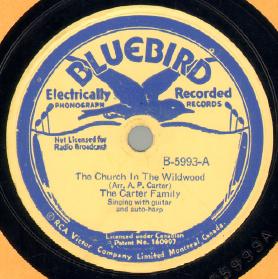 BLUEBIRD
Electrically Recorded
PHONOGRAPH RECORDS
Not Licensed for
Radio Broadcast
B-5993-A
The Church In The Wildwood
(Arr. A. P. Carter)
The Carter Family
Singing with guitar
and auto-harp
Licensed under Canadian
Patent No. 160997
©RCA Victor Company Limited Montreal Canada.